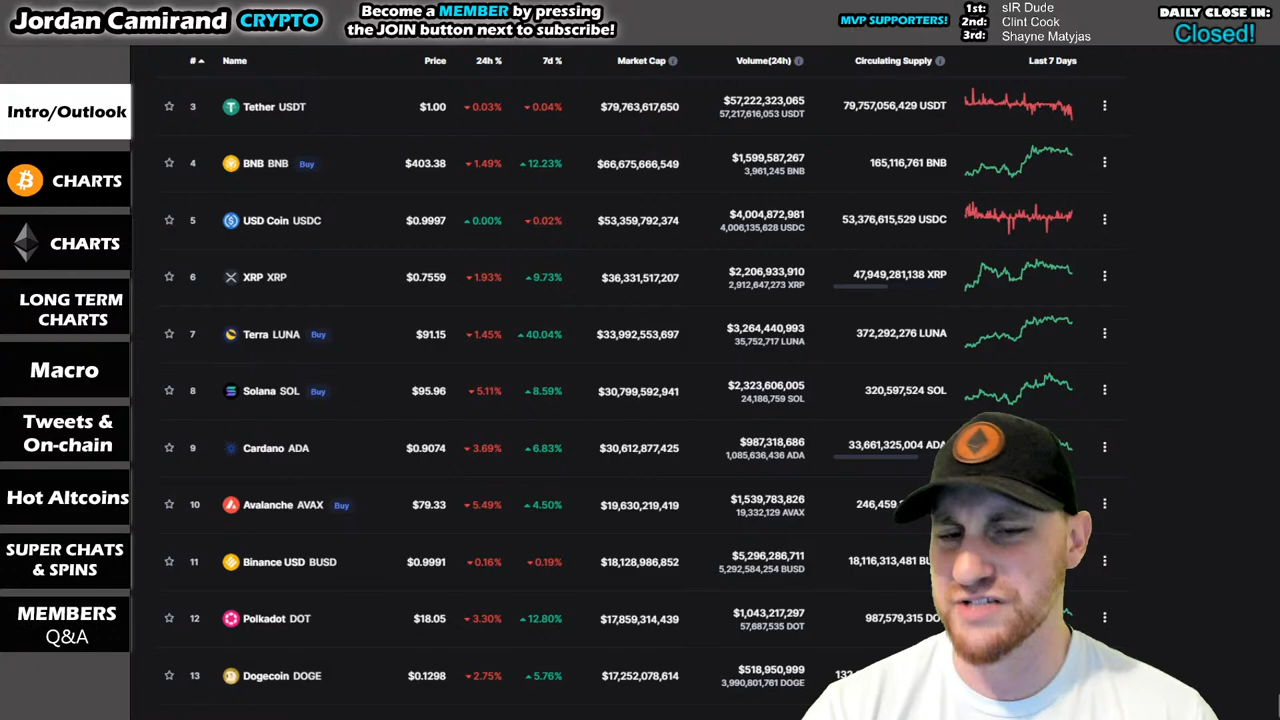 Jordan Camirand CRYPTO
Become a MEMBER by pressing
the JOIN button next to subscribe!
MVP SUPPORTERS!
1st: sIR Dude
2nd: Clint Cook
3rd: Shayne Matyjas
DAILY CLOSE IN:
Closed!
Intro/Outlook
CHARTS
CHARTS
LONG TERM
CHARTS
Macro
Tweets &
On-chain
Hot Altcoins
SUPER CHATS
& SPINS
MEMBERS
Q&A
# Name Price 24h % 7d % Market Cap Volume(24h) Circulating Supply Last 7 Days
3 Tether USDT $1.00 0.03% 0.04% $79,763,617,650 $57,222,323,065 79,757,056,429 USDT
57,217,616,053 USDT
4 BNB BNB Buy $403.38 1.49% 12.23% $66,675,666,549 $1,599,587,267 165,116,761 BNB
3,961,245 BNB
5 USD Coin USDC $0.9997 0.00% 0.02% $53,359,792,374 $4,004,872,981 53,376,615,529 USDC
4,006,135,628 USDC
6 XRP XRP $0.7559 1.93% 9.73% $36,331,517,207 $2,206,933,910 47,949,281,138 XRP
2,912,647,273 XRP
7 Terra LUNA Buy $91.15 1.45% 40.04% $33,992,553,697 $3,264,440,993 372,292,276 LUNA
35,752,717 LUNA
8 Solana SOL Buy $95.96 5.11% 8.59% $30,799,592,941 $2,323,606,005 320,597,524 SOL
24,186,759 SOL
9 Cardano ADA $0.9074 3.69% 6.83% $30,612,877,425 $987,318,686 33,661,325,004 ADA
1,085,636,436 ADA
10 Avalanche AVAX Buy $79.33 5.49% 4.50% $19,630,219,419 $1,539,783,826 246,459
19,332,129 AVAX
11 Binance USD BUSD $0.9991 0.16% 0.19% $18,128,986,852 $5,296,286,711 18,116,313,481 BU
5,292,584,254 BUSD
12 Polkadot DOT $18.05 3.30% 12.80% $17,859,314,439 $1,043,217,297 987,579,315 DO
57,687,535 DOT
13 Dogecoin DOGE $0.1298 2.75% 5.76% $17,252,078,614 $518,950,999 132
3,990,801,761 DOGE